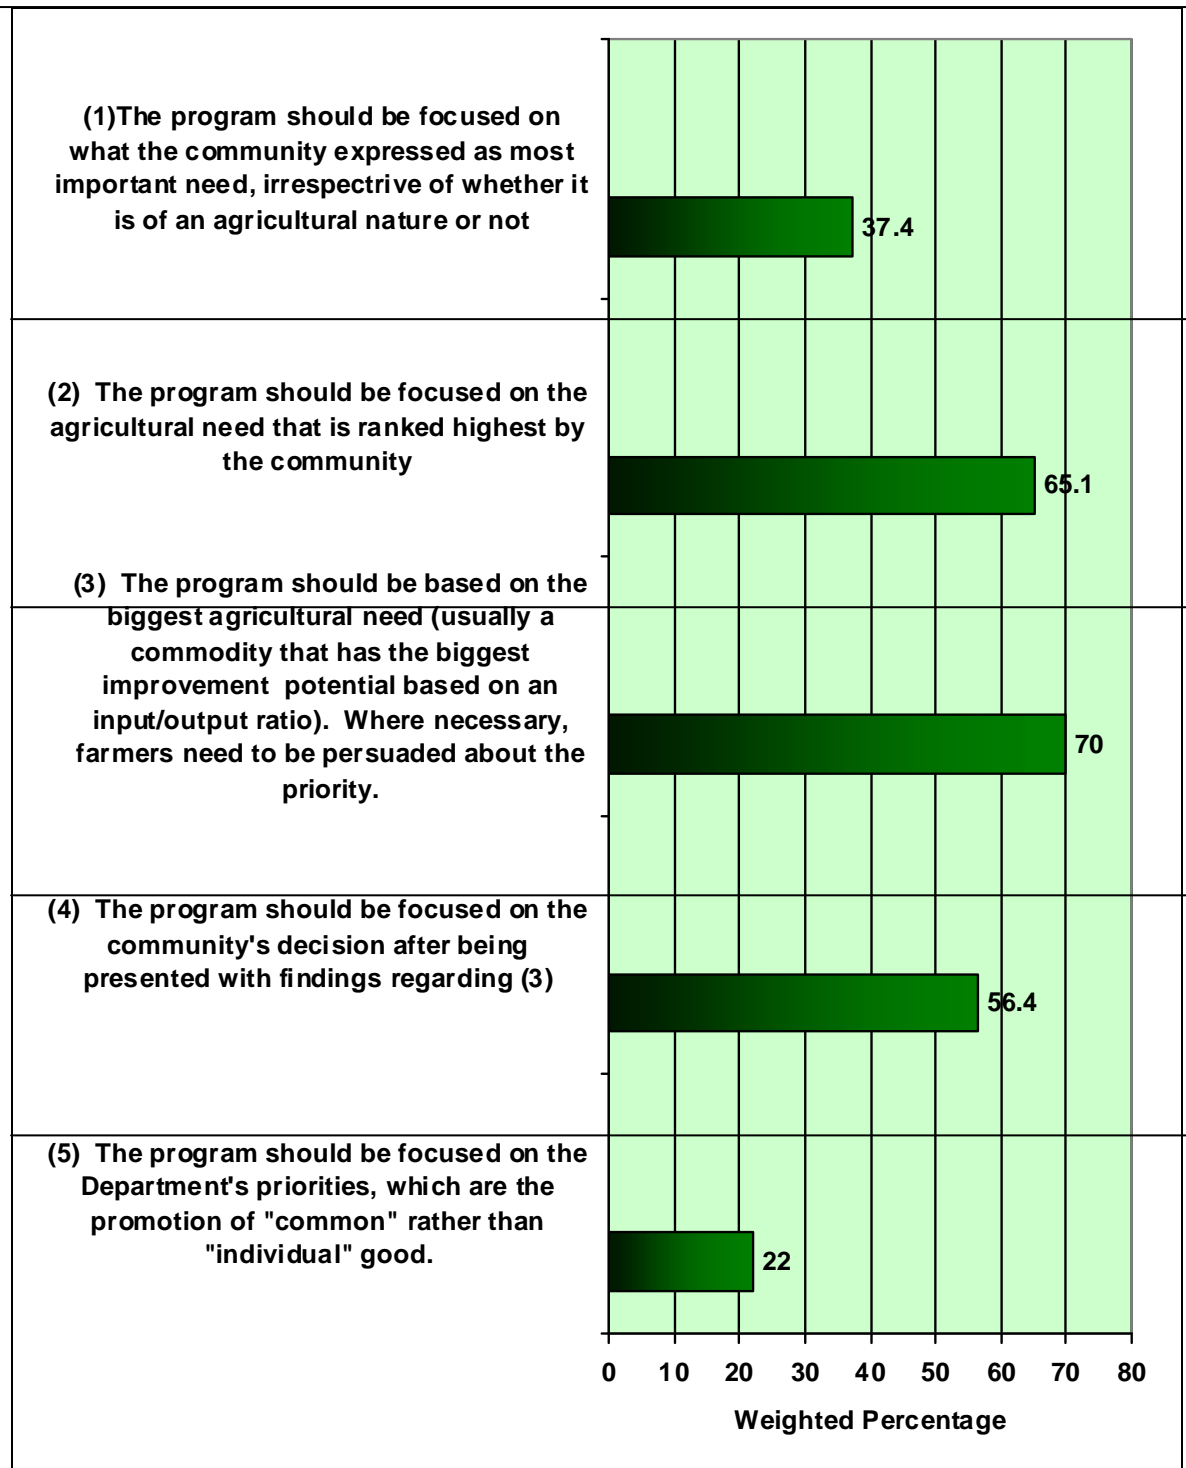 (1)The program should be focused on
what the community expressed as most
important need, irrespectrive of whether it
is of an agricultural nature or not
37.4
(2) The program should be focused on the
agricultural need that is ranked highest by
the community
65.1
(3) The program should be based on the
biggest agricultural need (usually a
commodity that has the biggest
improvement potential based on an
input/output ratio). Where necessary,
farmers need to be persuaded about the
priority.
70
(4) The program should be focused on the
community's decision after being
presented with findings regarding (3)
56.4
(5) The program should be focused on the
Department's priorities, which are the
promotion of "common" rather than
"individual" good.
22
0 10 20 30 40 50 60 70 80
Weighted Percentage